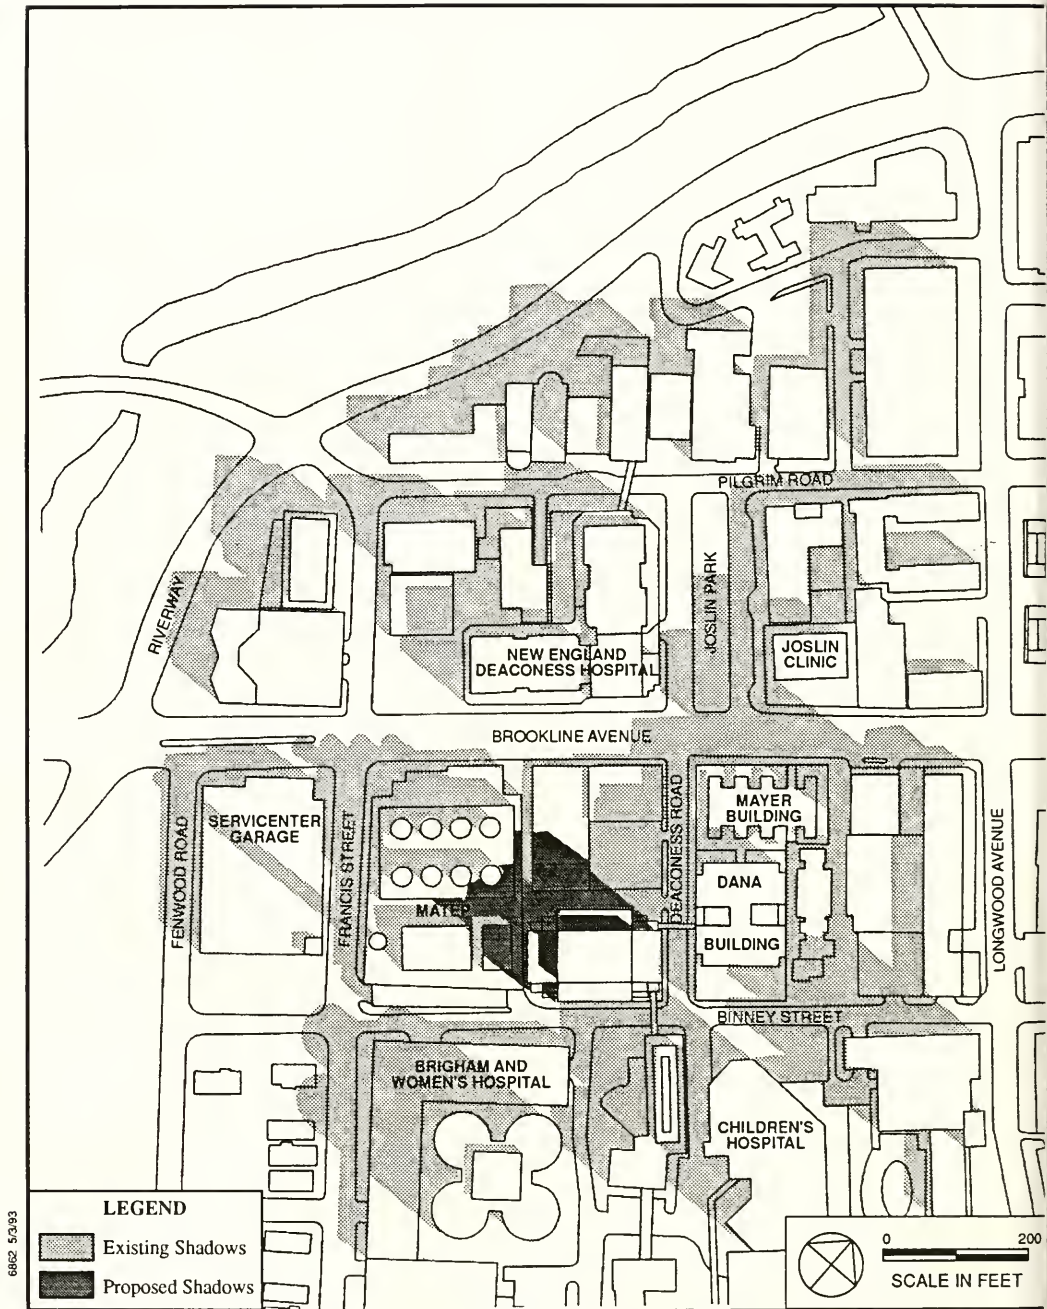 PILGRIM ROAD
RIVERWAY
JOSLIN PARK
NEW ENGLAND
DEACONESS HOSPITAL
JOSLIN
CLINIC
BROOKLINE AVENUE
FENWOOD ROAD
SERVICENTER
GARAGE
FRANCIS STREET
MATEP
DEACONESS ROAD
MAYER
BUILDING
DANA
BUILDING
LONGWOOD AVENUE
BINNEY STREET
BRIGHAM AND
WOMEN'S HOSPITAL
CHILDREN'S
HOSPITAL
LEGEND
Existing Shadows
Proposed Shadows
0 200
SCALE IN FEET
6862 5/3/93